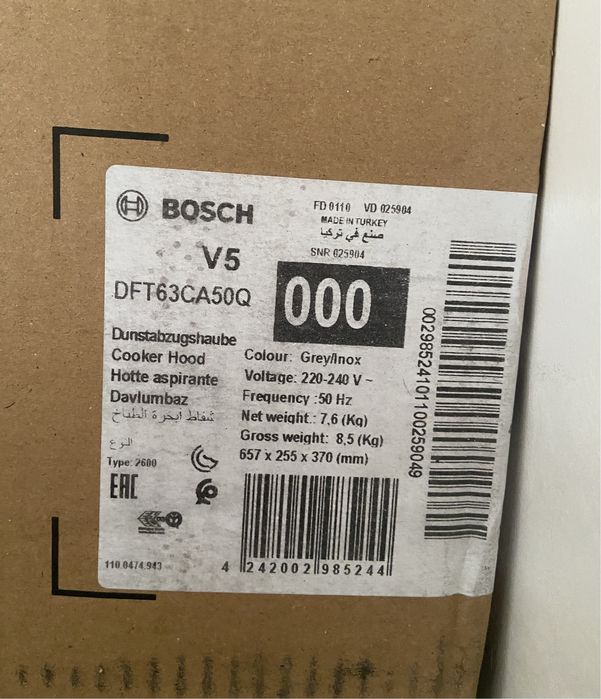 BOSCH
FD 0110 VD 025904
MADE IN TURKEY
صنع في تركيا
SNR 025904
V5
DFT63CA50Q
000
Dunstabzugshaube
Cooker Hood
Hotte aspirante
Davlumbaz
شفاط ابخرة الطباخ
النوع
Type: 2600
Colour: Grey/Inox
Voltage: 220-240 V ~
Frequency :50 Hz
Net weight.: 7,6 (Kg)
Gross weight: 8,5 (Kg)
657 x 255 x 370 (mm)
EAC
110.0474.943
4 242002 985244
002985241011100259049